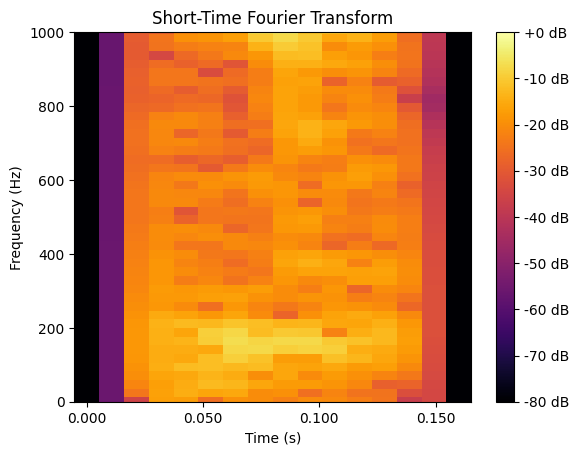 Short-Time Fourier Transform
1000
800
600
400
200
0
Frequency (Hz)
0.000
0.050
0.100
0.150
Time (s)
+0 dB
-10 dB
-20 dB
-30 dB
-40 dB
-50 dB
-60 dB
-70 dB
-80 dB